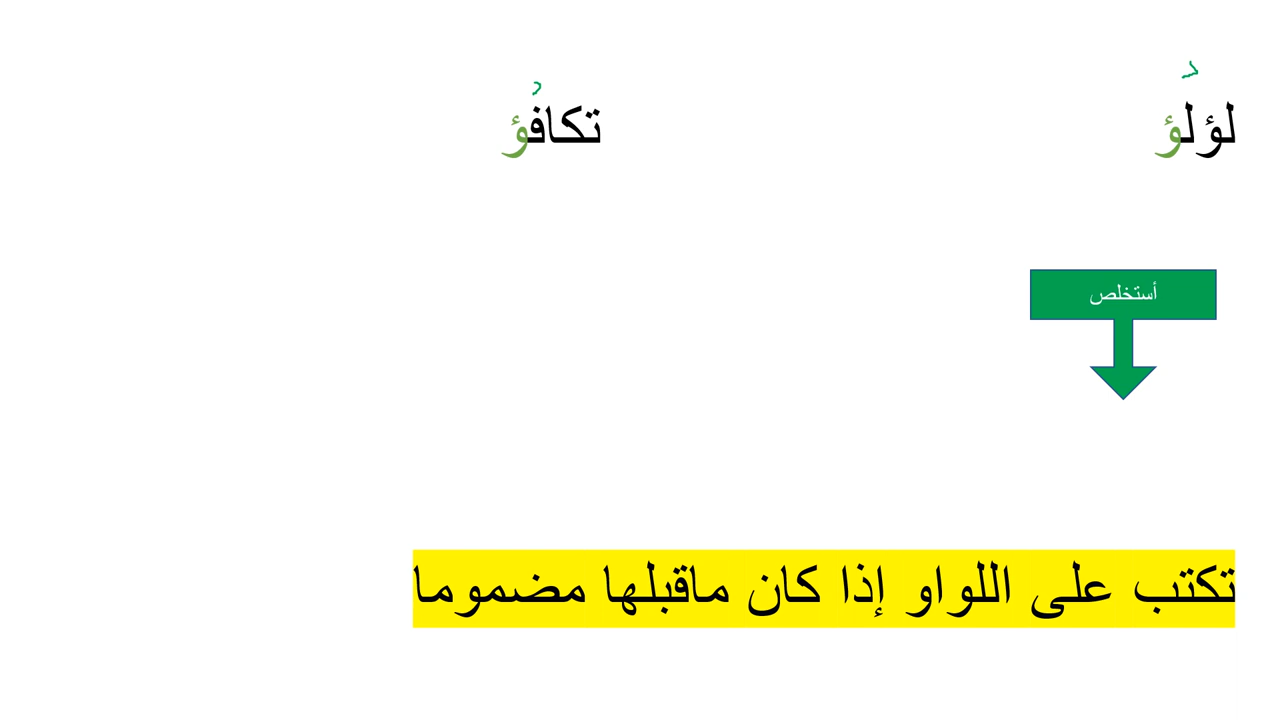 لؤلؤ تكافؤ
أستخلص
تكتب على اللواو إذا كان ماقبلها مضموما